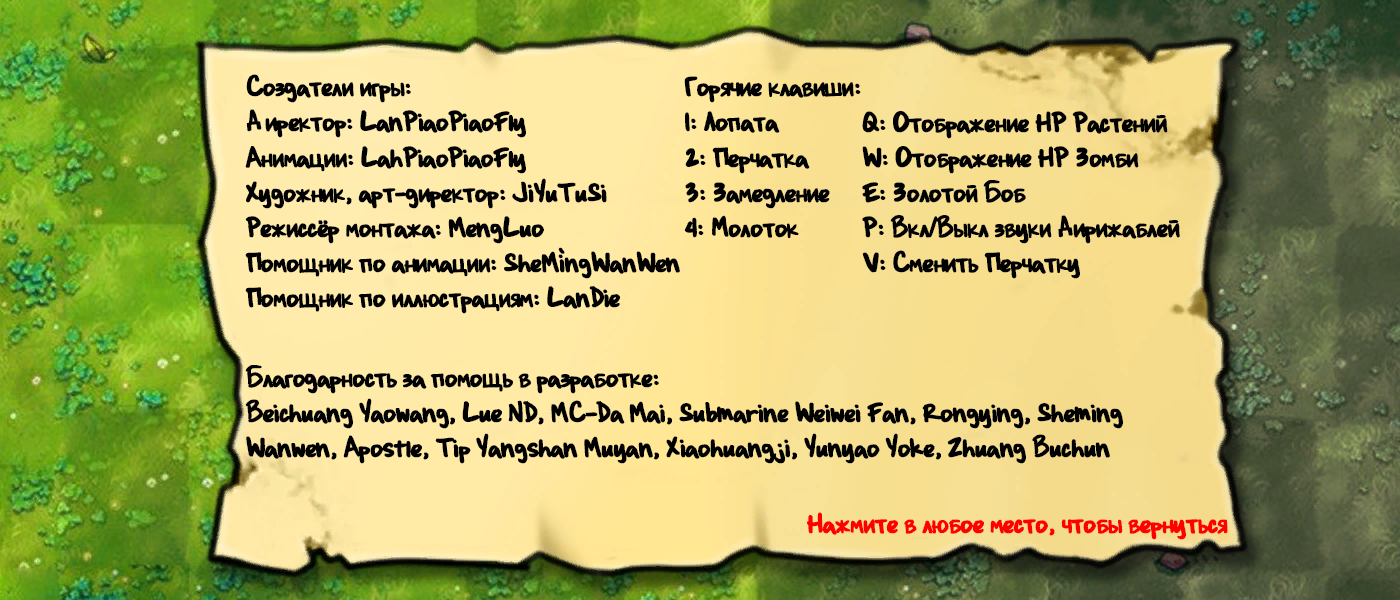 Создатели игры:
Директор: LanPiaoPiaoFly
Анимации: LahPiaoPiaoFly
Художник, арт-директор: JiYuTuSi
Режиссёр монтажа: MengLuo
Помощник по анимации: SheMìngWanWen
Помощник по иллюстрациям: LanDie
Горячие клавиши:
1: Лопата
2: Перчатка
3: Замедление
4: Молоток
Q: Отображение HP Растений
W: Отображение HP Зомби
E: Золотой Боб
P: Вкл/Выкл звуки Дирижаблей
V: Сменить Перчатку
Благодарность за помощь в разработке:
Beichuang Yaowang, Lue ND, MC-Da Mai, Submarine Weiwei Fan, Rongying, Sheming
Wanwen, Apostle, Tip Yangshan Muyan, Xiaohuangji, Yunyao Yoke, Zhuang Buchun
Нажмите в любое место, чтобы вернуться